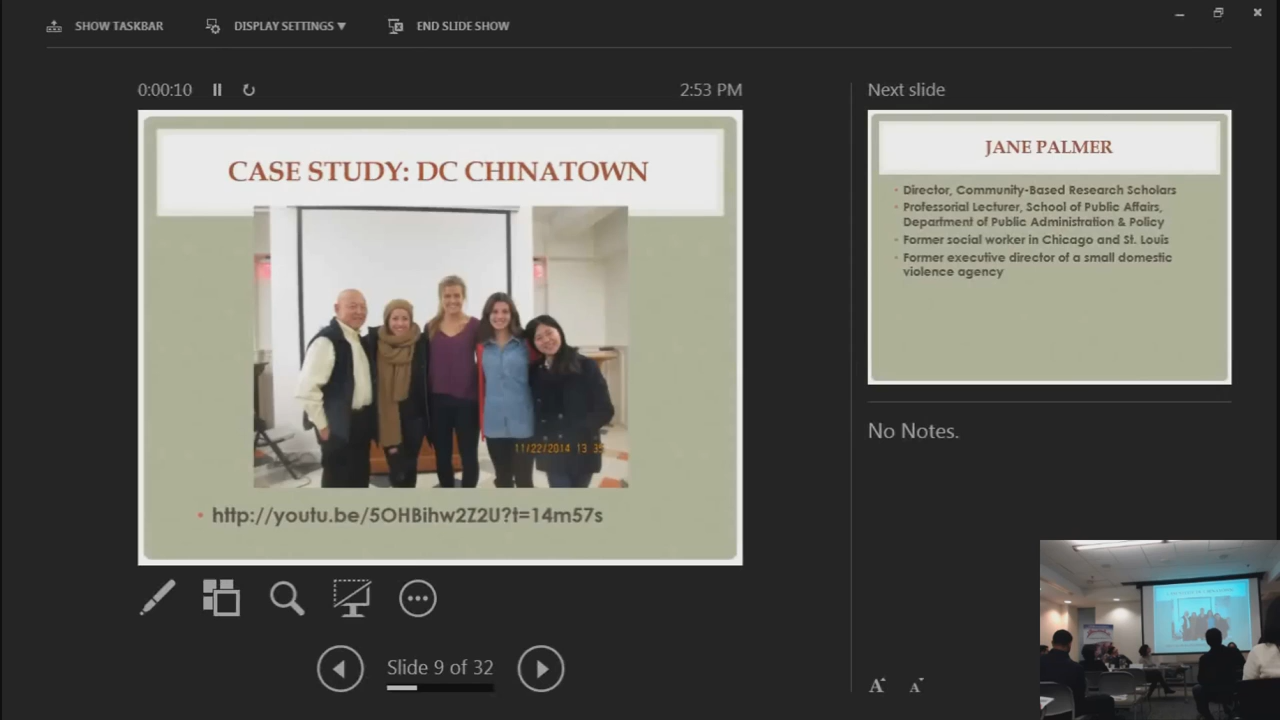 SHOW TASKBAR
DISPLAY SETTINGS ▼
END SLIDE SHOW
0:00:10
2:53 PM
CASE STUDY: DC CHINATOWN
11/22/2014 13 35
• http://youtu.be/5OHBihw2Z2U?t=14m57s
Slide 9 of 32
Next slide
JANE PALMER
• Director, Community-Based Research Scholars
• Professorial Lecturer, School of Public Affairs,
Department of Public Administration & Policy
• Former social worker in Chicago and St. Louis
• Former executive director of a small domestic
violence agency
No Notes.
A A